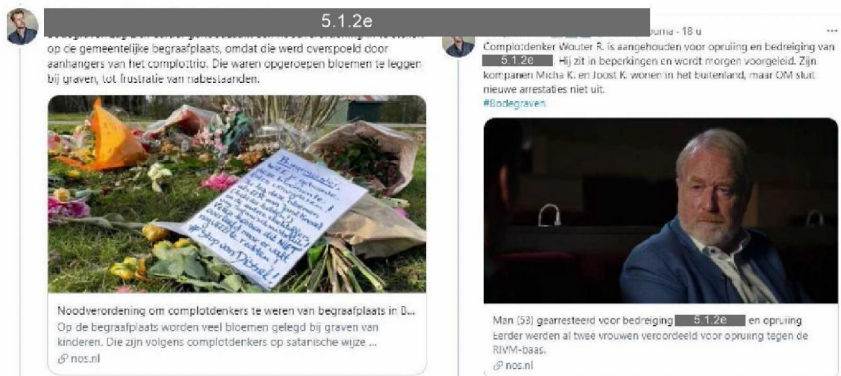 5.1.2e
op de gemeentelijke begraafplaats, omdat die werd overspoeld door
aanhangers van het complottrio. Die waren opgeroepen bloemen te leggen
bij graven, tot frustratie van nabestaanden.
Noodverordening om complotdenkers te weren van begraafplaats in B...
Op de begraafplaats worden veel bloemen gelegd bij graven van
kinderen. Die zijn volgens complotdenkers op satanische wijze ...
nos.nl
ouma - 18 u
Complotdenker Wouter R. is aangehouden voor opruiing en bedreiging van
5.1.2e. Hij zit in beperkingen en wordt morgen voorgeleid. Zijn
kompanen Micha K. en Joost K. wonen in het buitenland, maar OM sluit
nieuwe arrestaties niet uit.
#Bodegraven
Man (53) gearresteerd voor bedreiging 5.1.2e en opruiing
Eerder werden al twee vrouwen veroordeeld voor opruiing tegen de
RIVM-baas.
nos.nl